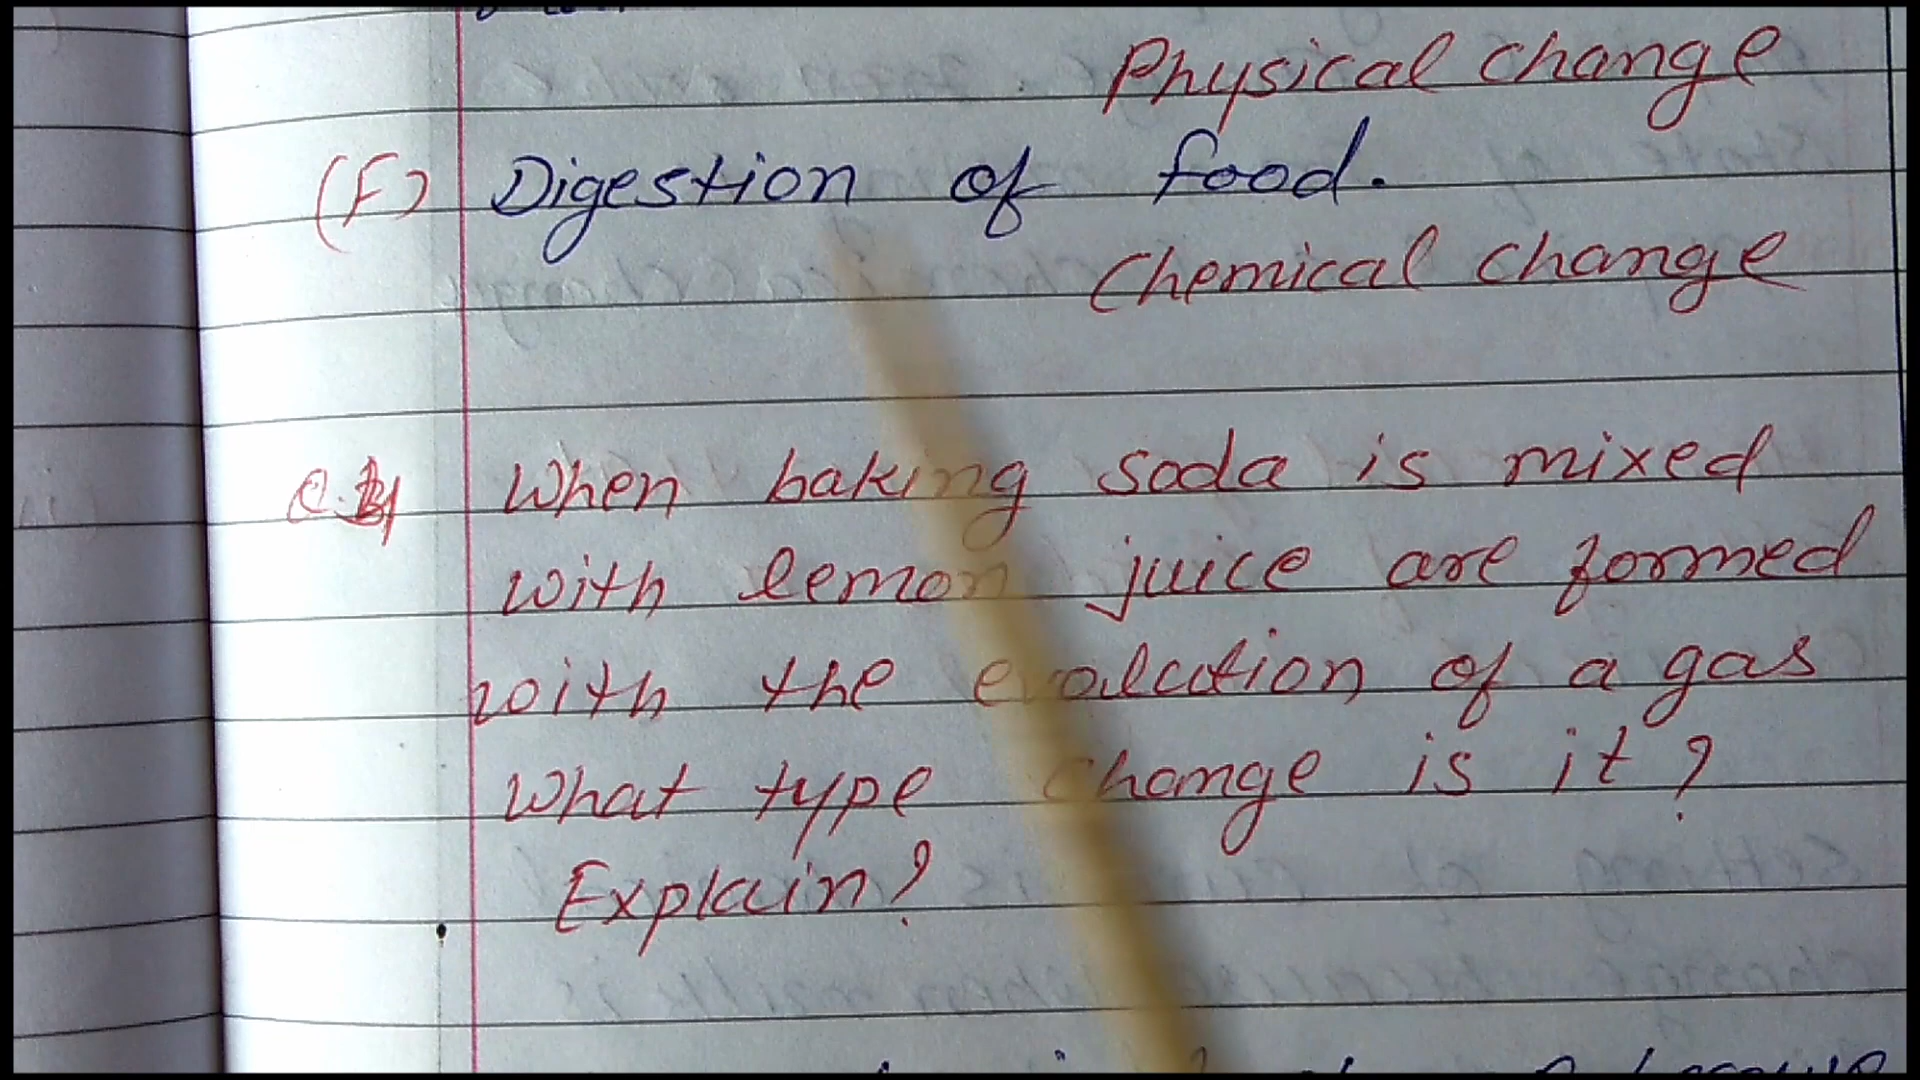 Physical change
(F) Digestion of food.
Chemical change
When baking soda is mixed
with lemon juice are formed
with the evolution of a gas
What type change is it ?
Explain?